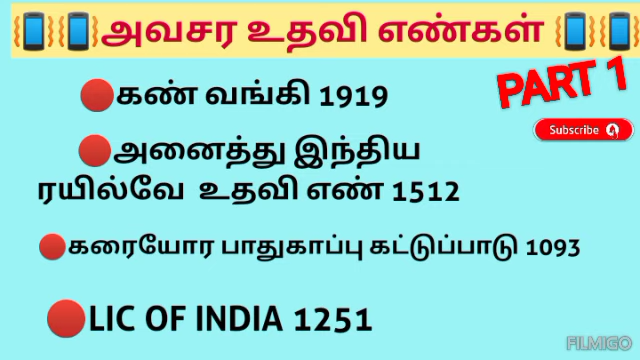 அவசர உதவி எண்கள்
PART 1
கண் வங்கி 1919
Subscribe
அனைத்து இந்திய
ரயில்வே உதவி எண் 1512
கரையோர பாதுகாப்பு கட்டுப்பாடு 1093
LIC OF INDIA 1251
FILMIGO